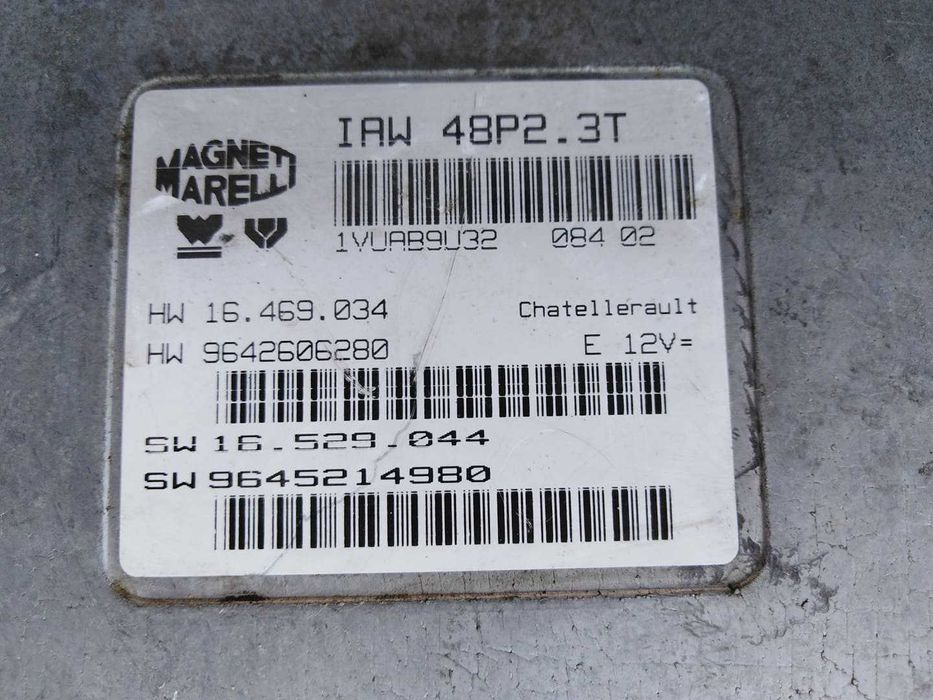 IAW 48P2.3T
MAGNETI
MARELLI
1VUAB9U32 084 02
HW 16.469.034 Chatellerault
HW 9642606280 E 12V=
SW 16.529.044
SW 9645214980